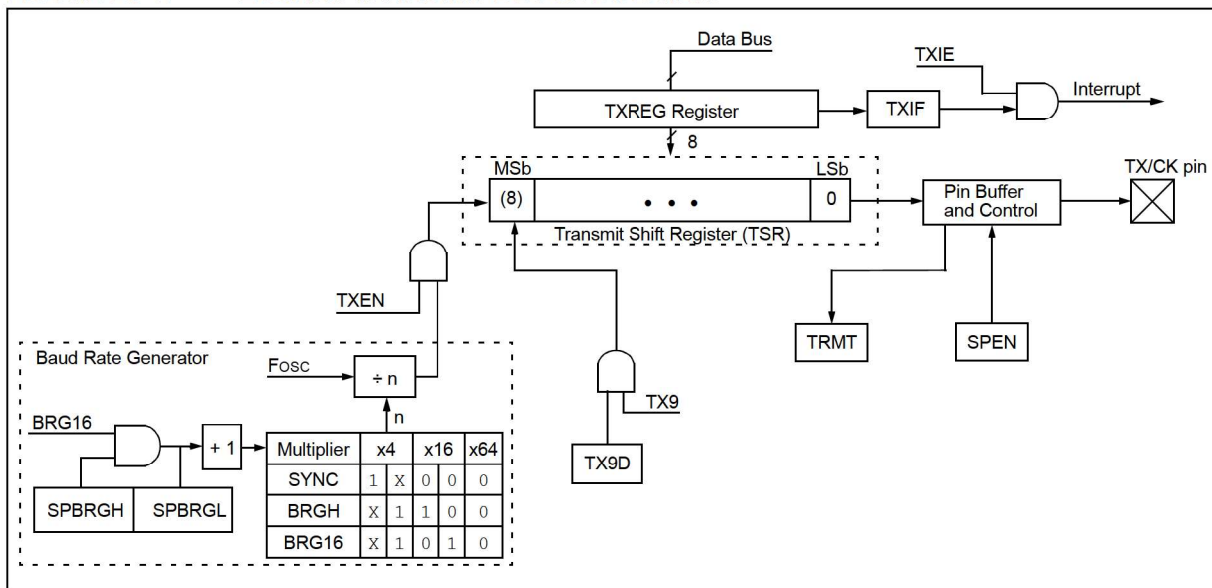 Data Bus
TXIE
Interrupt
TXREG Register
TXIF
8
MSb
LSb
TX/CK pin
(8)
• • •
0
Pin Buffer
and Control
Transmit Shift Register (TSR)
TXEN
TRMT
SPEN
Baud Rate Generator
FOSC
÷ n
n
TX9
BRG16
+ 1
TX9D
Multiplier x4 x16 x64
SYNC 1 X 0 0 0
BRGH X 1 1 0 0
BRG16 X 1 0 1 0
SPBRGH SPBRGL